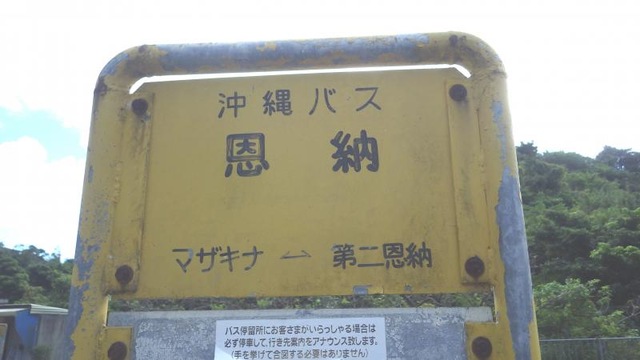 沖縄バス
恩納
マザキナ ⇀ 第二恩納
バス停留所にお客さまがいらっしゃる場合は
必ず停車して、行き先案内をアナウンス致します。
(手を挙げて合図する必要はありません)